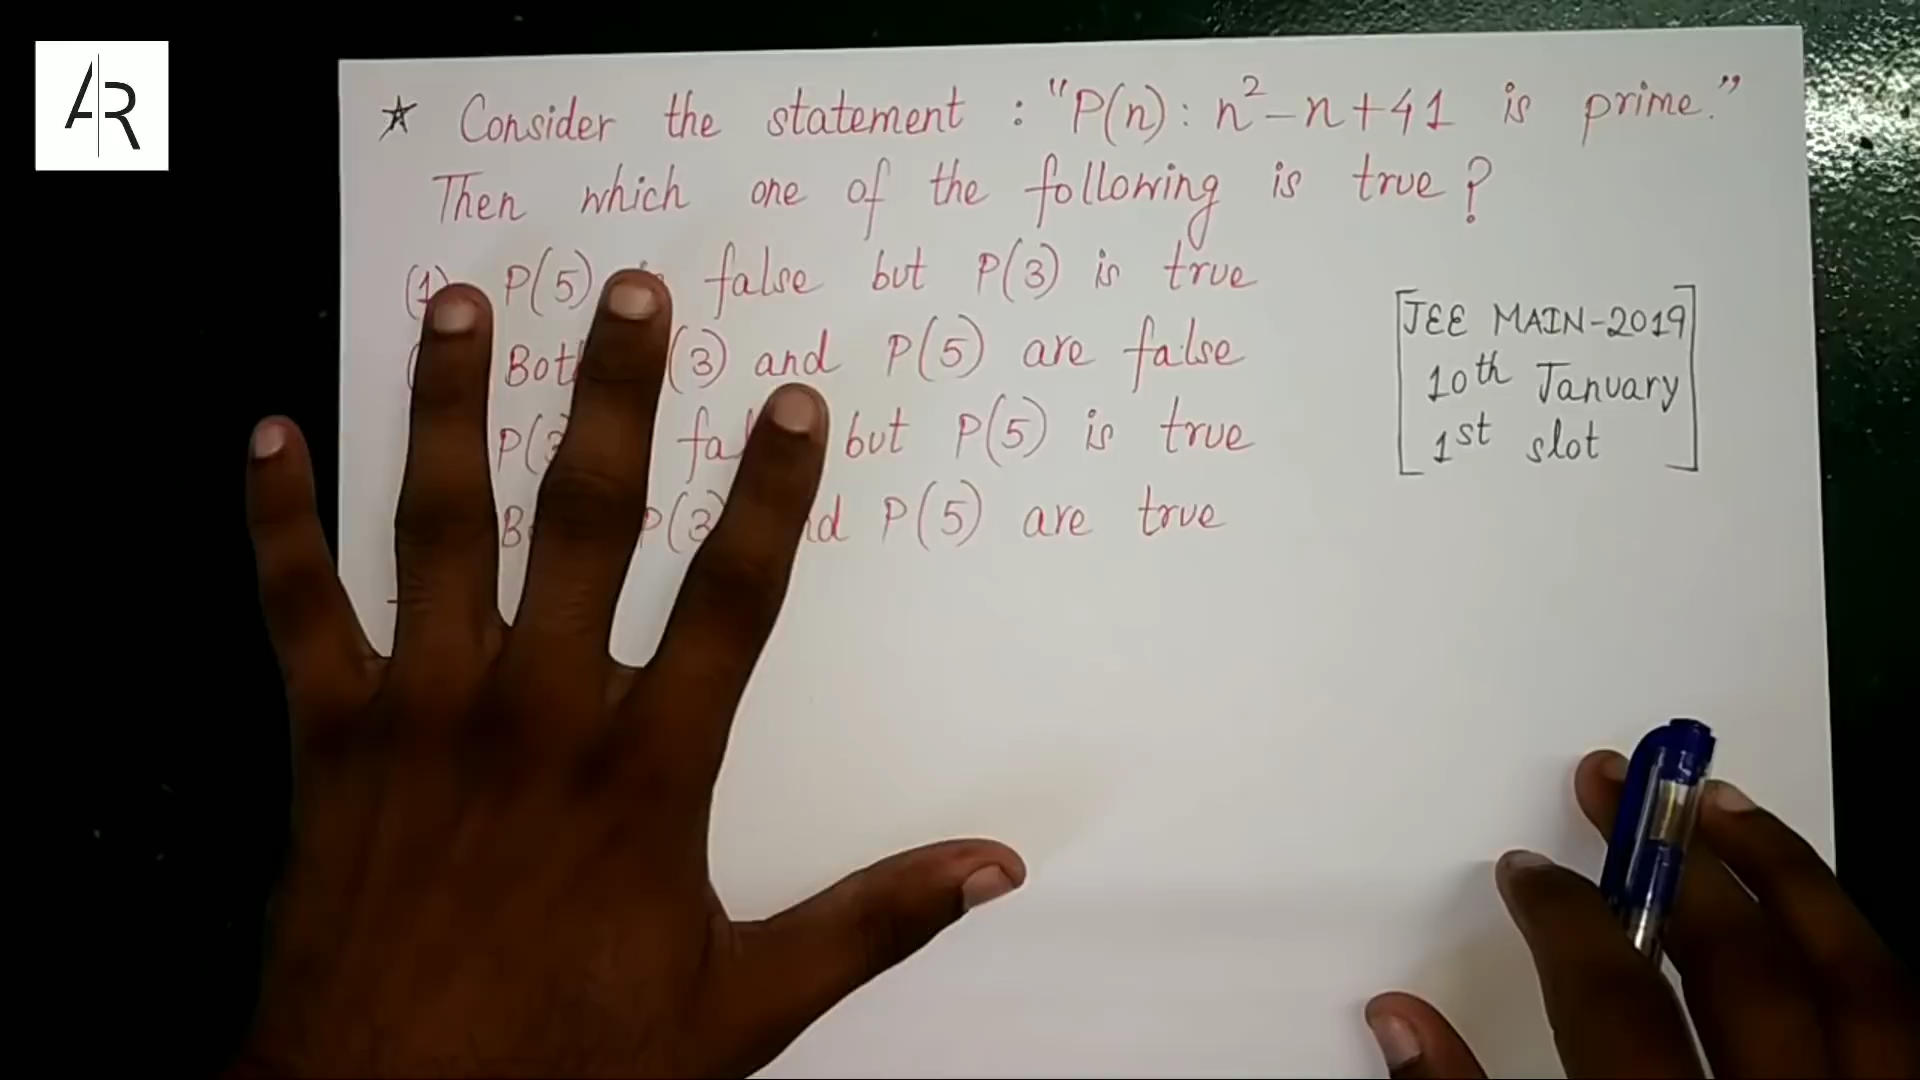 AR
☆ Consider the statement : "P(n): n²-n+41 is prime."
Then which one of the following is true?
(1) P(5) false but P(3) is true
(3) and P(5) are false
but P(5) is true
P(3) P(5) are true
[JEE MAIN-2019
10th January
1st slot]